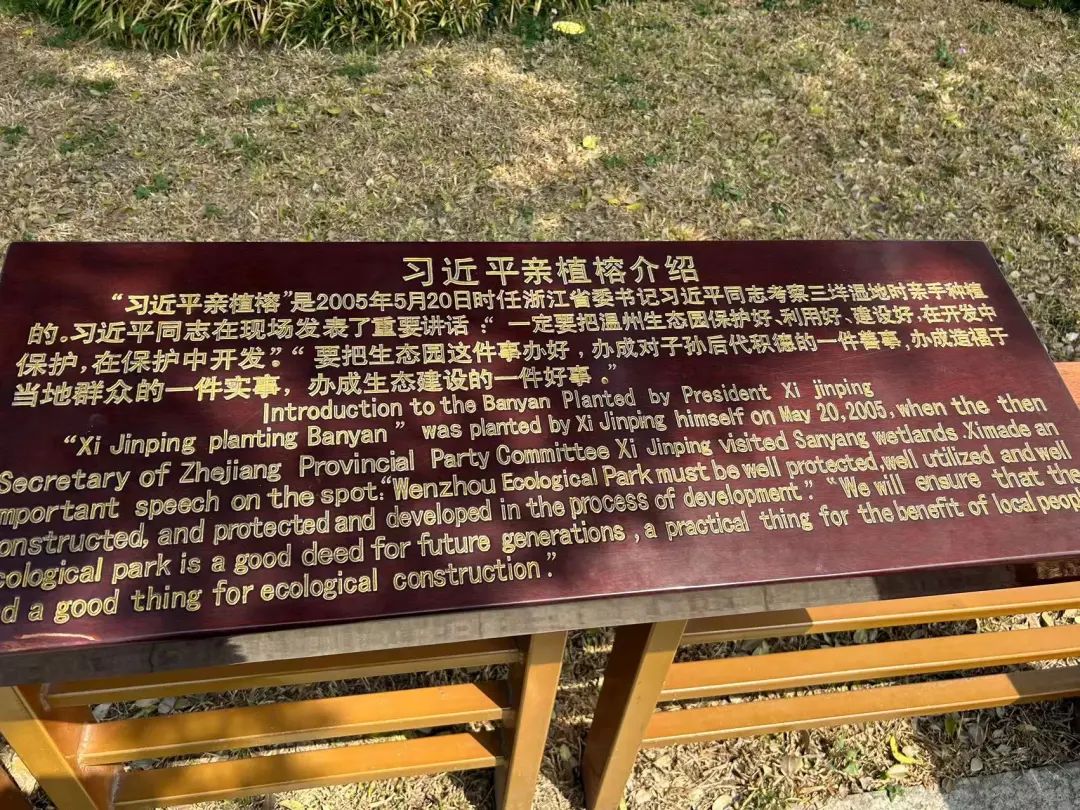 习近平亲植榕介绍
“习近平亲植榕”是2005年5月20日时任浙江省委书记习近平同志考察三垟湿地时亲手种植
的。习近平同志在现场发表了重要讲话：“一定要把温州生态园保护好、利用好、建设好，在开发中
保护，在保护中开发。”“要把生态园这件事办好，办成对子孙后代积德的一件善事，办成造福于
当地群众的一件实事，办成生态建设的一件好事。”
Introduction to the Banyan Planted by President Xi jinping
“Xi Jinping planting Banyan” was planted by Xi Jinping himself on May 20,2005, when the then
Secretary of Zhejiang Provincial Party Committee Xi Jinping visited Sanyang wetlands .Ximade an
mportant speech on the spot:“Wenzhou Ecological Park must be well protected,well utilized and well
onstructed, and protected and developed in the process of development.” “We will ensure that the
cological park is a good deed for future generations , a practical thing for the benefit of local peopl
d a good thing for ecological construction.”